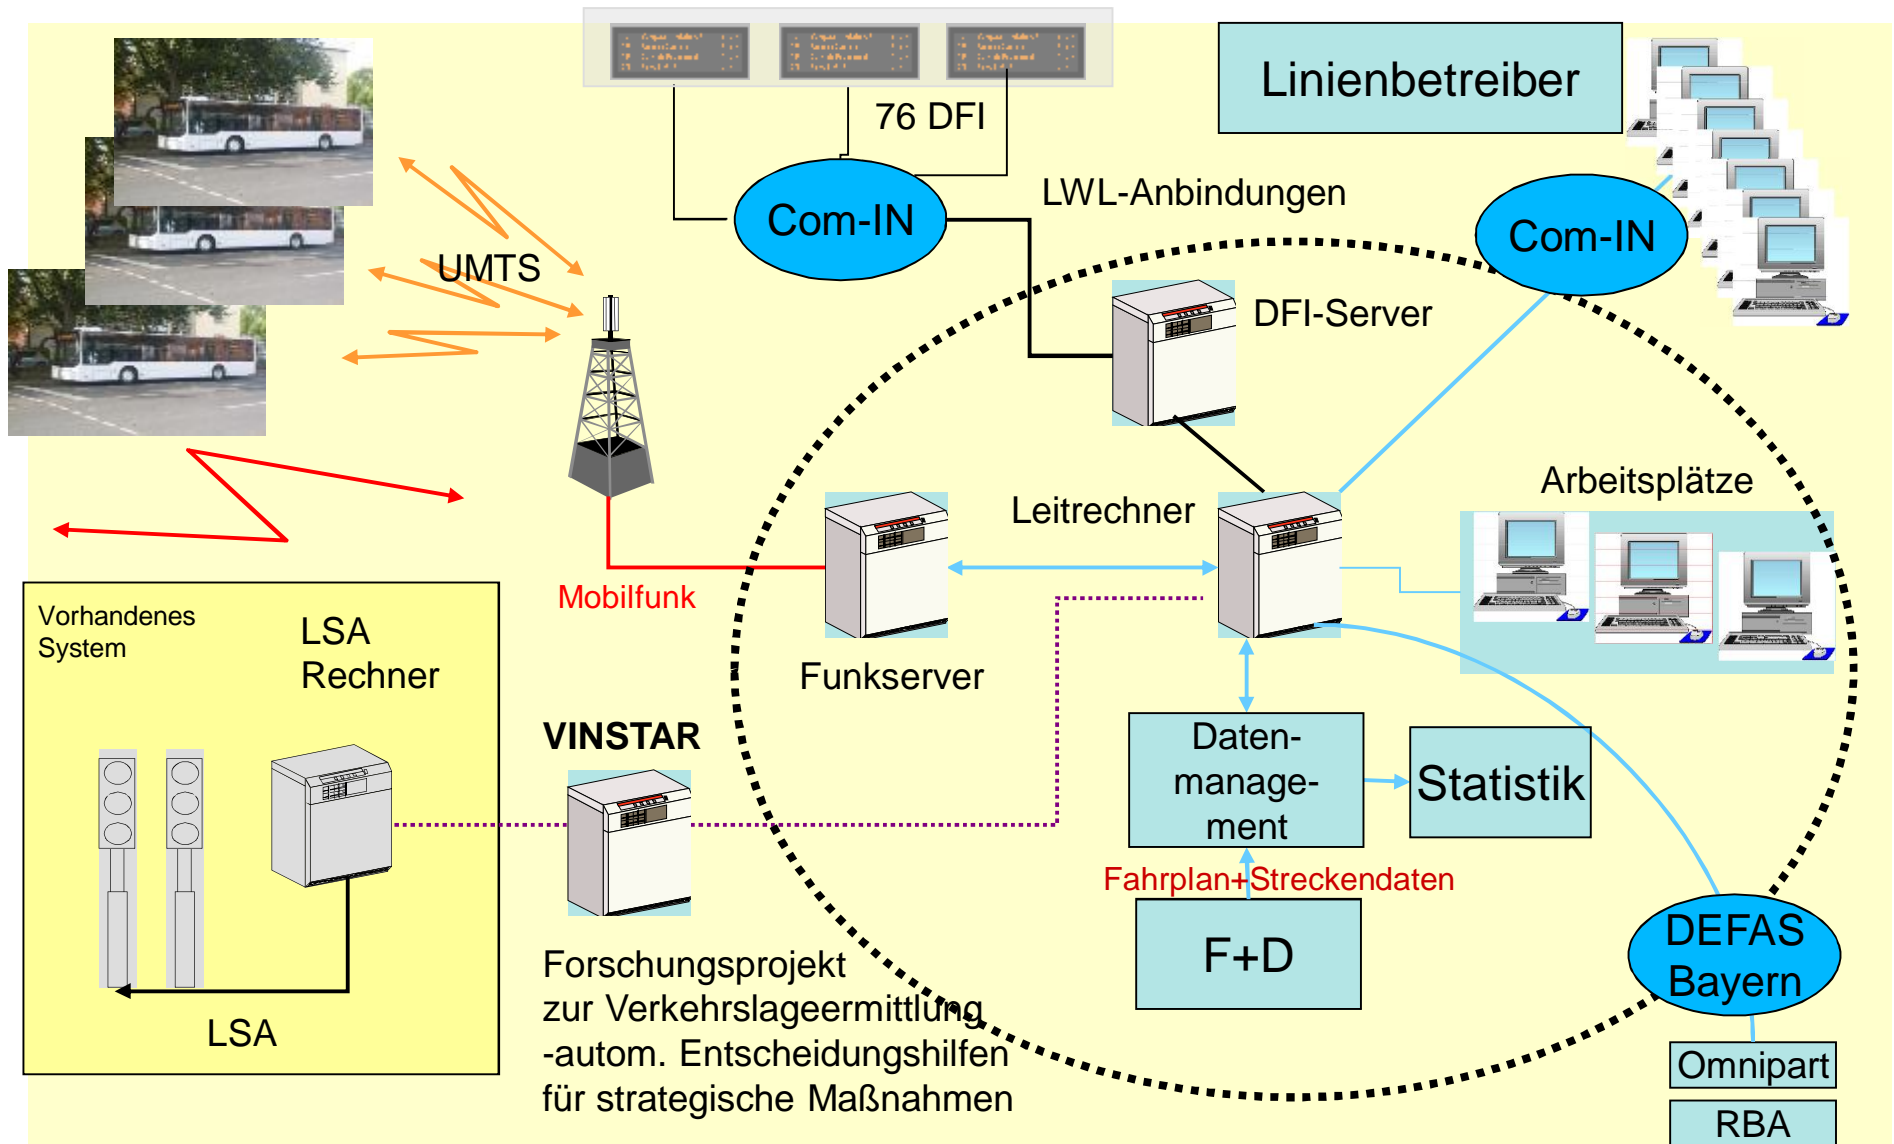 76 DFI
Linienbetreiber
Com-IN
LWL-Anbindungen
Com-IN
UMTS
DFI-Server
Arbeitsplätze
Leitrechner
Mobilfunk
Vorhandenes
System
LSA
Rechner
Funkserver
VINSTAR
Daten-
manage-
ment
Statistik
Fahrplan+Streckendaten
F+D
DEFAS
Bayern
LSA
Forschungsprojekt
zur Verkehrslageermittlung
-autom. Entscheidungshilfen
für strategische Maßnahmen
Omnipart
RBA